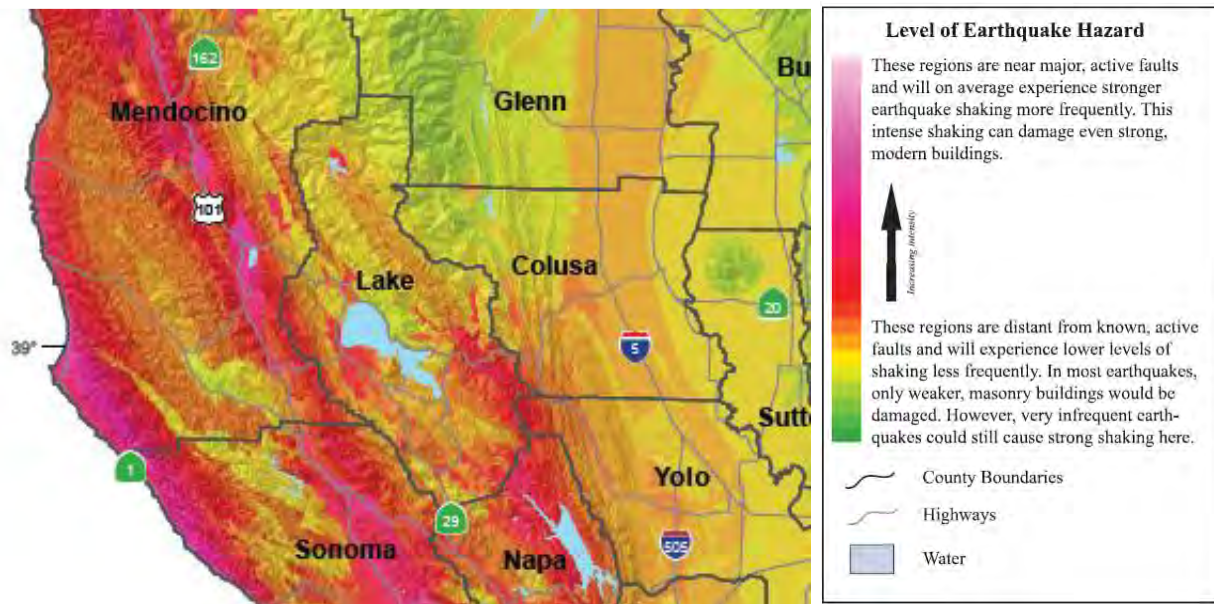 162
Mendocino
Glenn
Bu
101
Lake
Colusa
20
39°
5
Sutt
1
Yolo
29
Sonoma
Napa
505
Level of Earthquake Hazard
These regions are near major, active faults
and will on average experience stronger
earthquake shaking more frequently. This
intense shaking can damage even strong,
modern buildings.
Increasing intensity
These regions are distant from known, active
faults and will experience lower levels of
shaking less frequently. In most earthquakes,
only weaker, masonry buildings would be
damaged. However, very infrequent earth-
quakes could still cause strong shaking here.
County Boundaries
Highways
Water